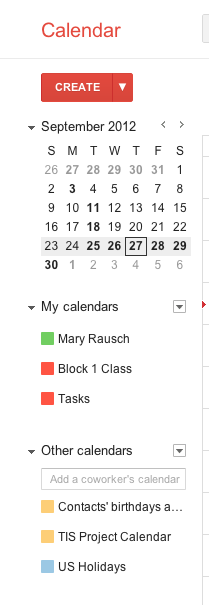 Calendar
CREATE
September 2012
S M T W T F S
26 27 28 29 30 31 1
2 3 4 5 6 7 8
9 10 11 12 13 14 15
16 17 18 19 20 21 22
23 24 25 26 27 28 29
30 1 2 3 4 5 6
My calendars
Mary Rausch
Block 1 Class
Tasks
Other calendars
Add a coworker's calendar
Contacts' birthdays a…
TIS Project Calendar
US Holidays